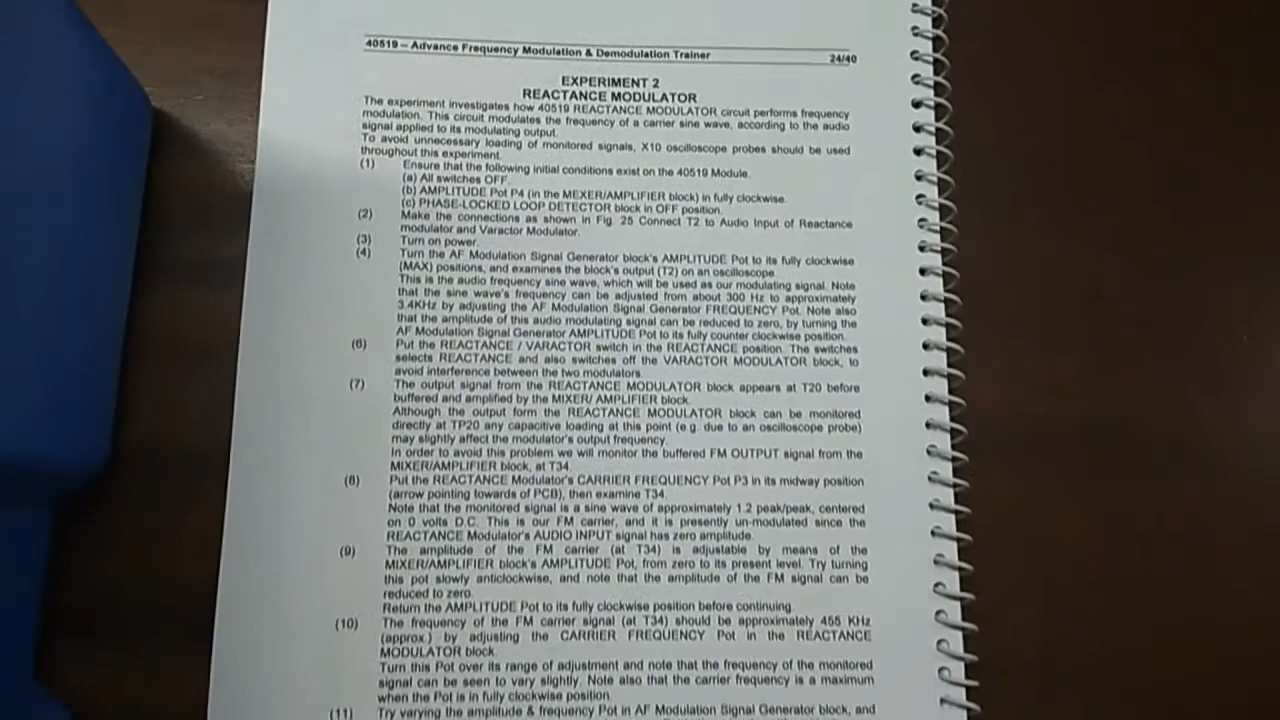 40519 – Advance Frequency Modulation & Demodulation Trainer 24/40
EXPERIMENT 2
REACTANCE MODULATOR
The experiment investigates how 40519 REACTANCE MODULATOR circuit performs frequency
modulation. This circuit modulates the frequency of a carrier sine wave, according to the audio
signal applied to its modulating output.
To avoid unnecessary loading of monitored signals, X10 oscilloscope probes should be used
throughout this experiment.
(1) Ensure that the following initial conditions exist on the 40519 Module.
(a) All switches OFF.
(b) AMPLITUDE Pot P4 (in the MEXER/AMPLIFIER block) in fully clockwise.
(c) PHASE-LOCKED LOOP DETECTOR block in OFF position.
(2) Make the connections as shown in Fig. 25 Connect T2 to Audio Input of Reactance
modulator and Varactor Modulator.
(3) Turn on power.
(4) Turn the AF Modulation Signal Generator block's AMPLITUDE Pot to its fully clockwise
(MAX) positions, and examines the block's output (T2) on an oscilloscope.
This is the audio frequency sine wave, which will be used as our modulating signal. Note
that the sine wave's frequency can be adjusted from about 300 Hz to approximately
3.4KHz by adjusting the AF Modulation Signal Generator FREQUENCY Pot. Note also
that the amplitude of this audio modulating signal can be reduced to zero, by turning the
AF Modulation Signal Generator AMPLITUDE Pot to its fully counter clockwise position.
(6) Put the REACTANCE / VARACTOR switch in the REACTANCE position. The switches
selects REACTANCE and also switches off the VARACTOR MODULATOR block, to
avoid interference between the two modulators.
(7) The output signal from the REACTANCE MODULATOR block appears at T20 before
buffered and amplified by the MIXER/ AMPLIFIER block.
Although the output form the REACTANCE MODULATOR block can be monitored
directly at TP20 any capacitive loading at this point (e.g. due to an oscilloscope probe)
may slightly affect the modulator's output frequency.
In order to avoid this problem we will monitor the buffered FM OUTPUT signal from the
MIXER/AMPLIFIER block, at T34.
(8) Put the REACTANCE Modulator's CARRIER FREQUENCY Pot P3 in its midway position
(arrow pointing towards of PCB), then examine T34.
Note that the monitored signal is a sine wave of approximately 1.2 peak/peak, centered
on 0 volts D.C. This is our FM carrier, and it is presently un-modulated since the
REACTANCE Modulator's AUDIO INPUT signal has zero amplitude.
(9) The amplitude of the FM carrier (at T34) is adjustable by means of the
MIXER/AMPLIFIER block's AMPLITUDE Pot, from zero to its present level. Try turning
this pot slowly anticlockwise, and note that the amplitude of the FM signal can be
reduced to zero.
Return the AMPLITUDE Pot to its fully clockwise position before continuing.
(10) The frequency of the FM carrier signal (at T34) should be approximately 455 KHz
(approx.) by adjusting the CARRIER FREQUENCY Pot in the REACTANCE
MODULATOR block.
Turn this Pot over its range of adjustment and note that the frequency of the monitored
signal can be seen to vary slightly. Note also that the carrier frequency is a maximum
when the Pot is in fully clockwise position.
(11) Try varying the amplitude & frequency Pot in AF Modulation Signal Generator block, and